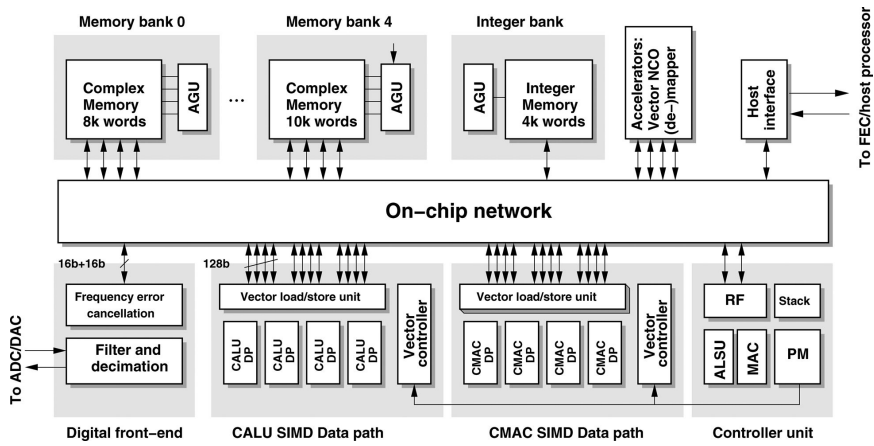 Memory bank 0
Memory bank 4
Integer bank
Complex
Memory
8k words
AGU
...
Complex
Memory
10k words
AGU
AGU
Integer
Memory
4k words
Accelerators:
Vector NCO
(de−)mapper
Host
interface
To FEC/host processor
On−chip network
16b+16b
128b
Frequency error
cancellation
Filter and
decimation
To ADC/DAC
Vector load/store unit
CALU
DP
CALU
DP
CALU
DP
CALU
DP
Vector
controller
Vector load/store unit
CMAC
DP
CMAC
DP
CMAC
DP
CMAC
DP
Vector
controller
RF
Stack
ALSU
MAC
PM
Digital front−end
CALU SIMD Data path
CMAC SIMD Data path
Controller unit